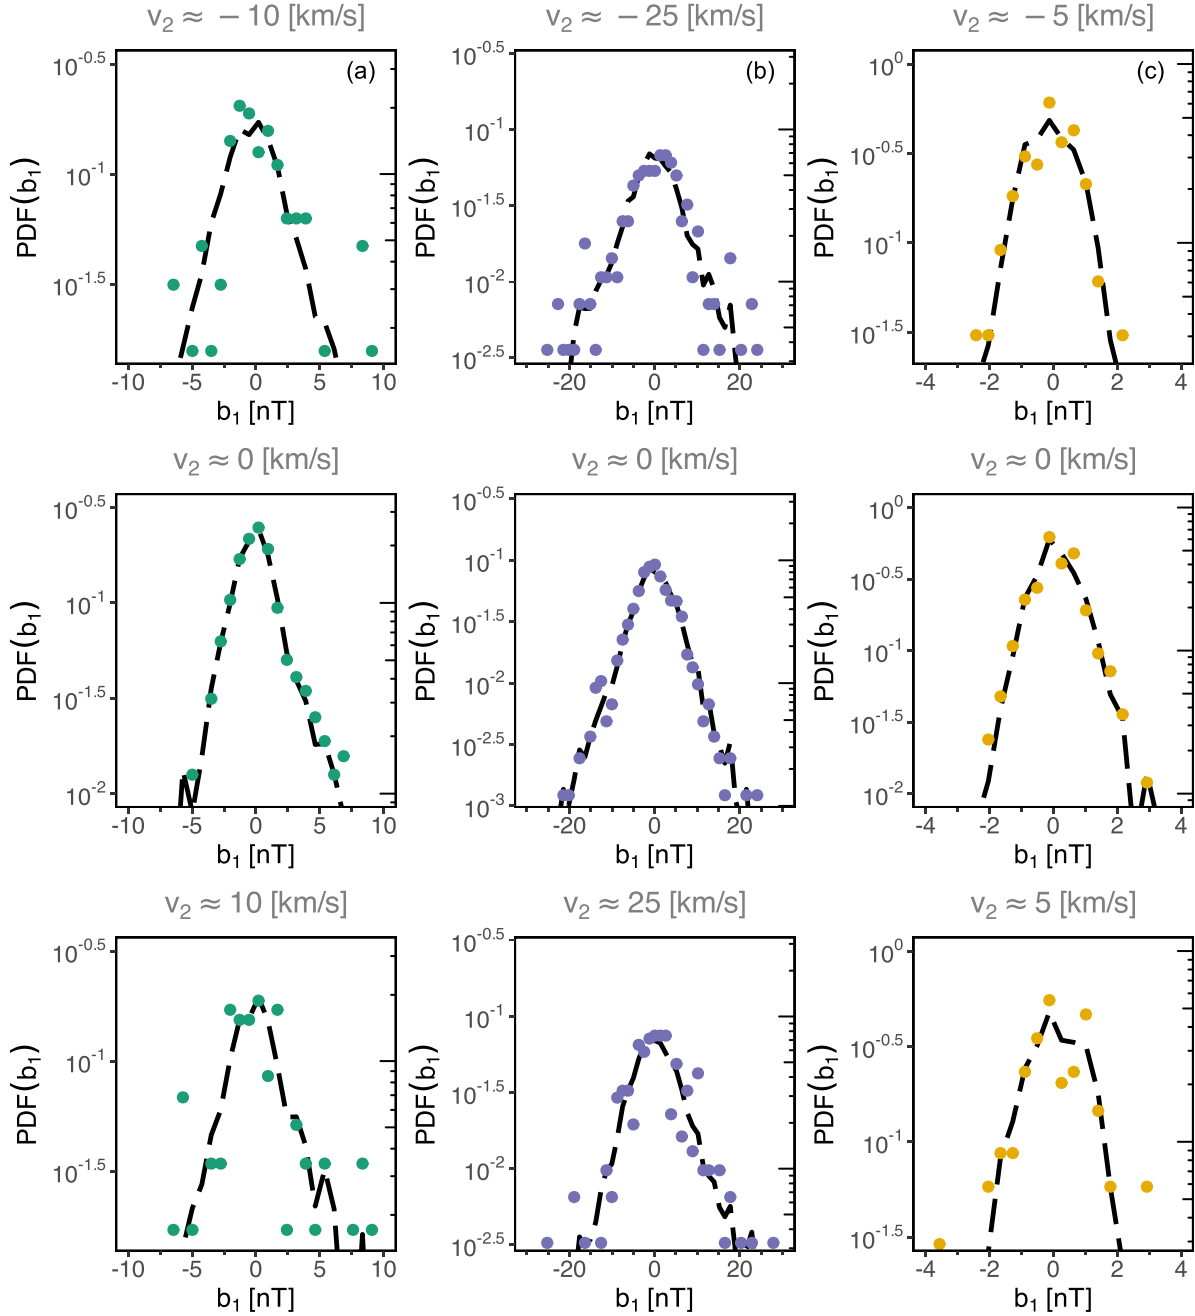 v₂ ≈ −10 [km/s] v₂ ≈ −25 [km/s] v₂ ≈ −5 [km/s]
(a) (b) (c)
PDF(b₁) 10^-0.5 10^-1 10^-1.5
-10 -5 0 5 10
b₁ [nT]
PDF(b₁) 10^-0.5 10^-1 10^-1.5 10^-2 10^-2.5
-20 0 20
b₁ [nT]
PDF(b₁) 10^0 10^-0.5 10^-1 10^-1.5
-4 -2 0 2 4
b₁ [nT]
v₂ ≈ 0 [km/s] v₂ ≈ 0 [km/s] v₂ ≈ 0 [km/s]
PDF(b₁) 10^-0.5 10^-1 10^-1.5 10^-2
-10 -5 0 5 10
b₁ [nT]
PDF(b₁) 10^-0.5 10^-1 10^-1.5 10^-2 10^-2.5 10^-3
-20 0 20
b₁ [nT]
PDF(b₁) 10^0 10^-0.5 10^-1 10^-1.5 10^-2
-4 -2 0 2 4
b₁ [nT]
v₂ ≈ 10 [km/s] v₂ ≈ 25 [km/s] v₂ ≈ 5 [km/s]
PDF(b₁) 10^-0.5 10^-1 10^-1.5
-10 -5 0 5 10
b₁ [nT]
PDF(b₁) 10^-0.5 10^-1 10^-1.5 10^-2 10^-2.5
-20 0 20
b₁ [nT]
PDF(b₁) 10^0 10^-0.5 10^-1 10^-1.5
-4 -2 0 2 4
b₁ [nT]